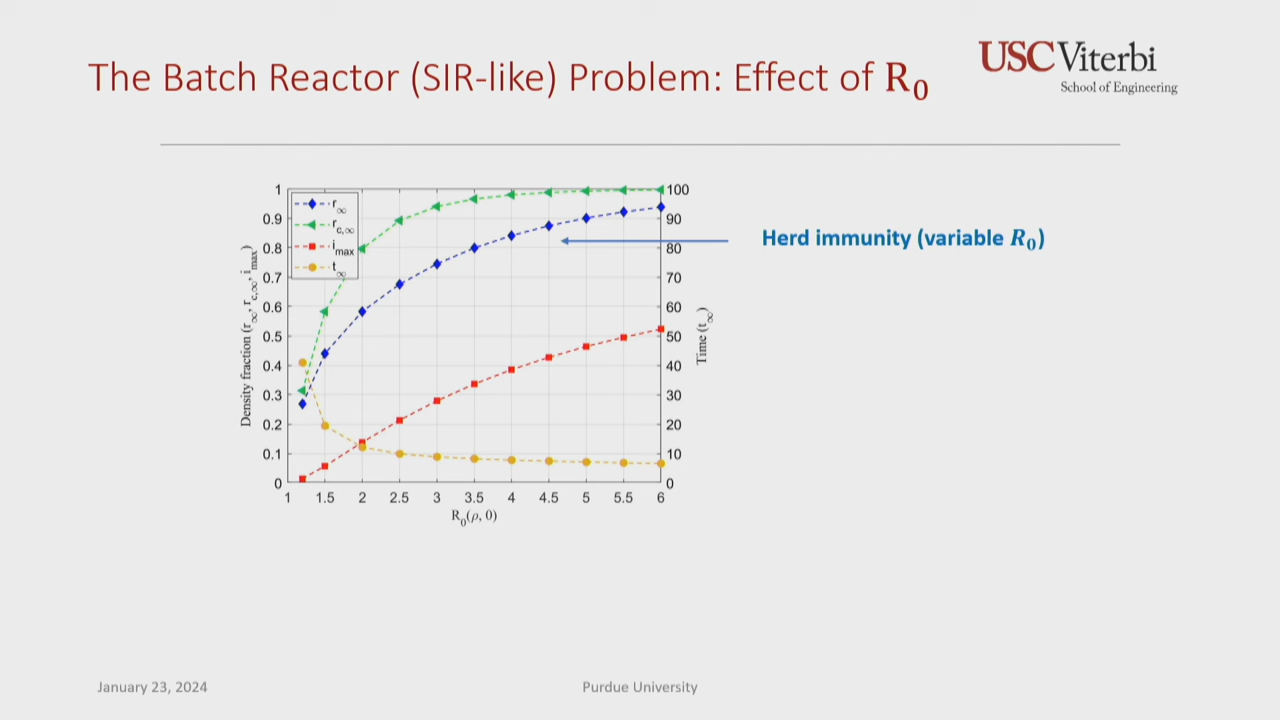 The Batch Reactor (SIR-like) Problem: Effect of R₀
USC Viterbi
School of Engineering
r∞
rc,∞
imax
t∞
1
0.9
0.8
0.7
0.6
0.5
0.4
0.3
0.2
0.1
0
Density fraction (r∞, rc,∞, imax)
100
90
80
70
60
50
40
30
20
10
0
Time (t∞)
1 1.5 2 2.5 3 3.5 4 4.5 5 5.5 6
R₀(ρ, 0)
Herd immunity (variable R₀)
January 23, 2024
Purdue University